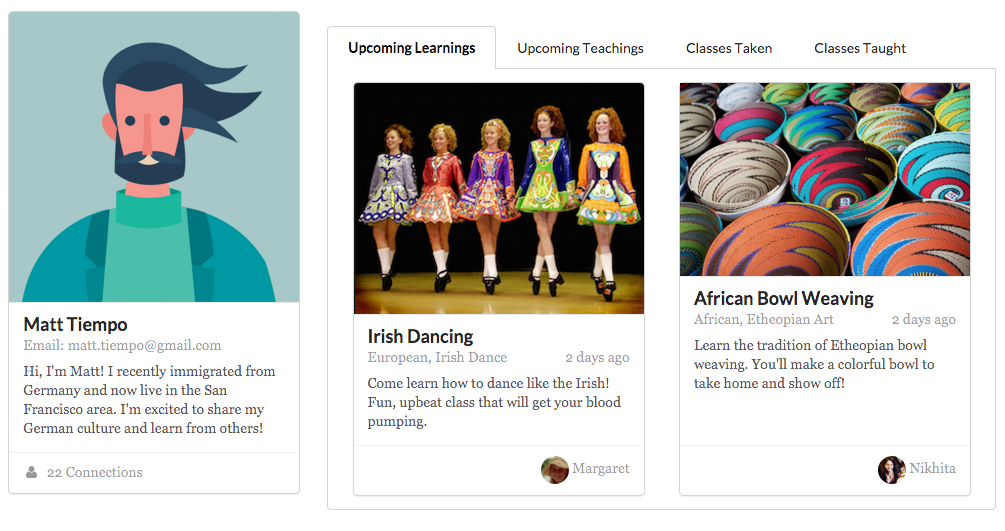 Matt Tiempo
Email: matt.tiempo@gmail.com
Hi, I'm Matt! I recently immigrated from
Germany and now live in the San
Francisco area. I'm excited to share my
German culture and learn from others!
22 Connections
Upcoming Learnings
Upcoming Teachings
Classes Taken
Classes Taught
Irish Dancing
European, Irish Dance
2 days ago
Come learn how to dance like the Irish!
Fun, upbeat class that will get your blood
pumping.
Margaret
African Bowl Weaving
African, Etheopian Art
2 days ago
Learn the tradition of Etheopian bowl
weaving. You'll make a colorful bowl to
take home and show off!
Nikhita